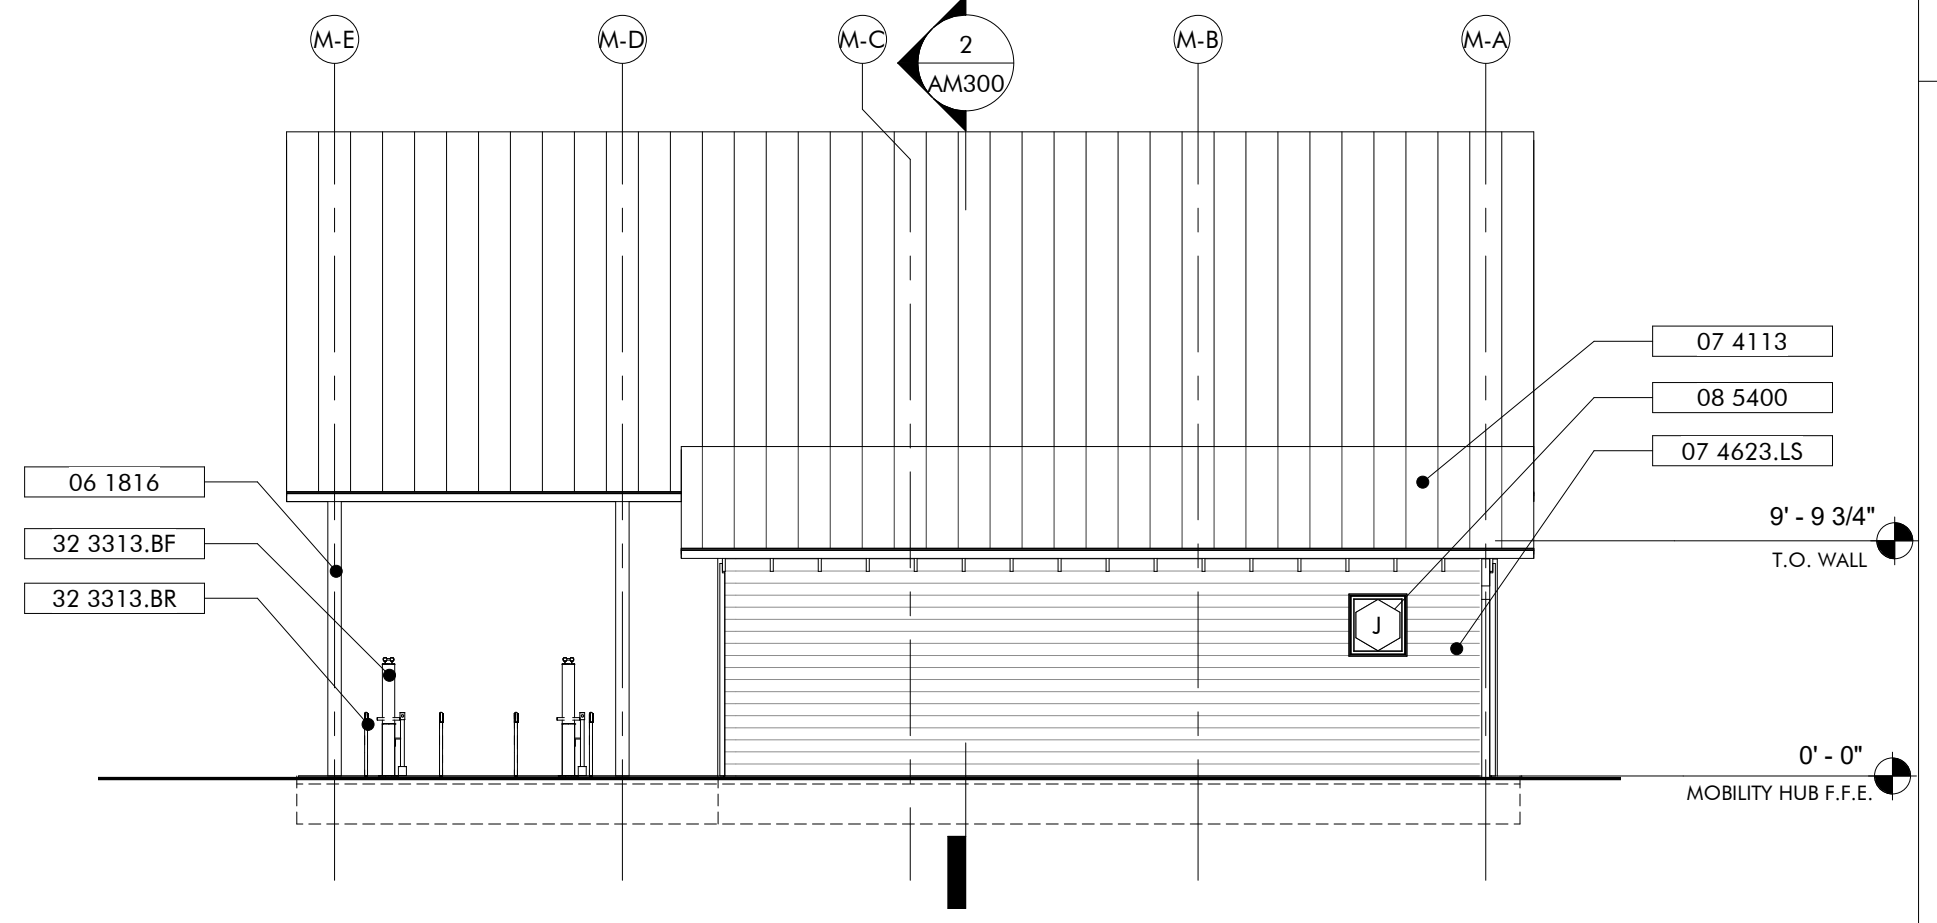 M-E
M-D
M-C
2
AM300
M-B
M-A
07 4113
08 5400
07 4623.LS
06 1816
32 3313.BF
32 3313.BR
9' - 9 3/4"
T.O. WALL
J
0' - 0"
MOBILITY HUB F.F.E.